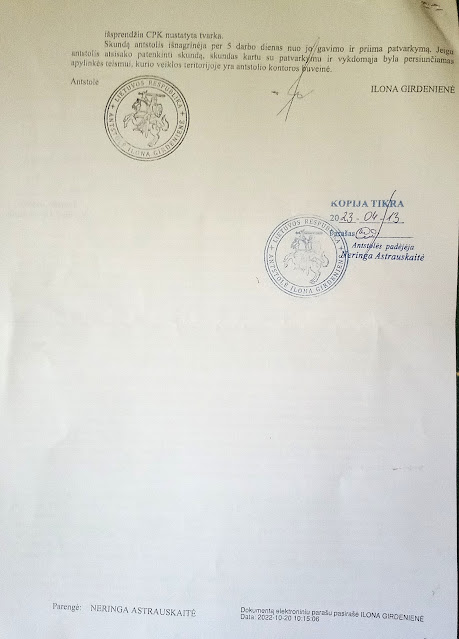 išsprendžia CPK nustatyta tvarka.
Skundą antstolis išnagrinėja per 5 darbo dienas nuo jo gavimo ir priima patvarkymą. Jeigu
antstolis atsisako patenkinti skundą, skundas kartu su patvarkymu ir vykdomąja byla persiunčiamas
apylinkės teismui, kurio veiklos teritorijoje yra antstolio kontoros buveinė.
Antstolė
ILONA GIRDENIENĖ
LIETUVOS RESPUBLIKA
ANTSTOLĖ ILONA GIRDENIENĖ
KOPIJA TIKRA
2023-04-13
Parašas
Antstolės padėjėja
Neringa Astrauskaitė
LIETUVOS RESPUBLIKA
ANTSTOLĖ ILONA GIRDENIENĖ
Parengė: NERINGA ASTRAUSKAITĖ
Dokumentą elektroniniu parašu pasirašė ILONA GIRDENIENĖ
Data: 2022-10-20 10:15:06